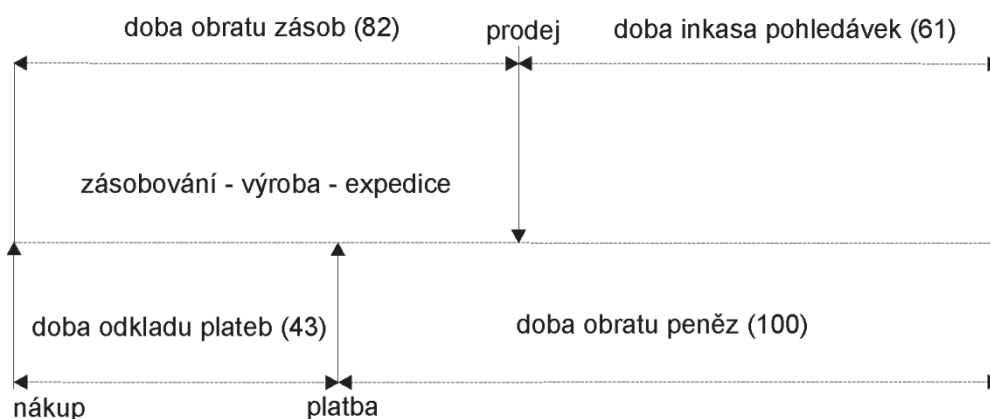 doba obratu zásob (82)
prodej
doba inkasa pohledávek (61)
zásobování - výroba - expedice
doba odkladu plateb (43)
doba obratu peněz (100)
nákup
platba